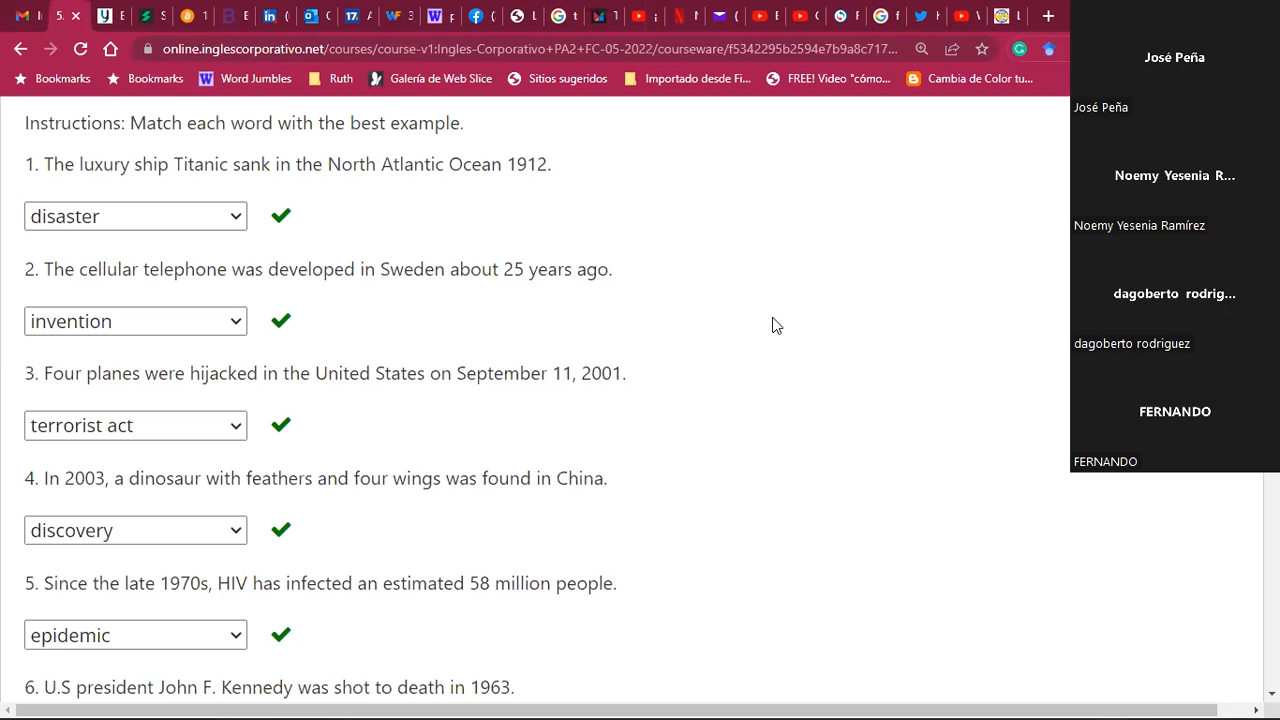 online.inglescorporativo.net/courses/course-v1:Ingles-Corporativo+PA2+FC-05-2022/courseware/f5342295b2594e7b9a8c717...
Bookmarks Bookmarks Word Jumbles Ruth Galería de Web Slice Sitios sugeridos Importado desde Fi... FREE! Video "cómo... Cambia de Color tu...
Instructions: Match each word with the best example.
1. The luxury ship Titanic sank in the North Atlantic Ocean 1912.
disaster
2. The cellular telephone was developed in Sweden about 25 years ago.
invention
3. Four planes were hijacked in the United States on September 11, 2001.
terrorist act
4. In 2003, a dinosaur with feathers and four wings was found in China.
discovery
5. Since the late 1970s, HIV has infected an estimated 58 million people.
epidemic
6. U.S president John F. Kennedy was shot to death in 1963.
José Peña
José Peña
Noemy Yesenia R...
Noemy Yesenia Ramírez
dagoberto rodrig...
dagoberto rodriguez
FERNANDO
FERNANDO